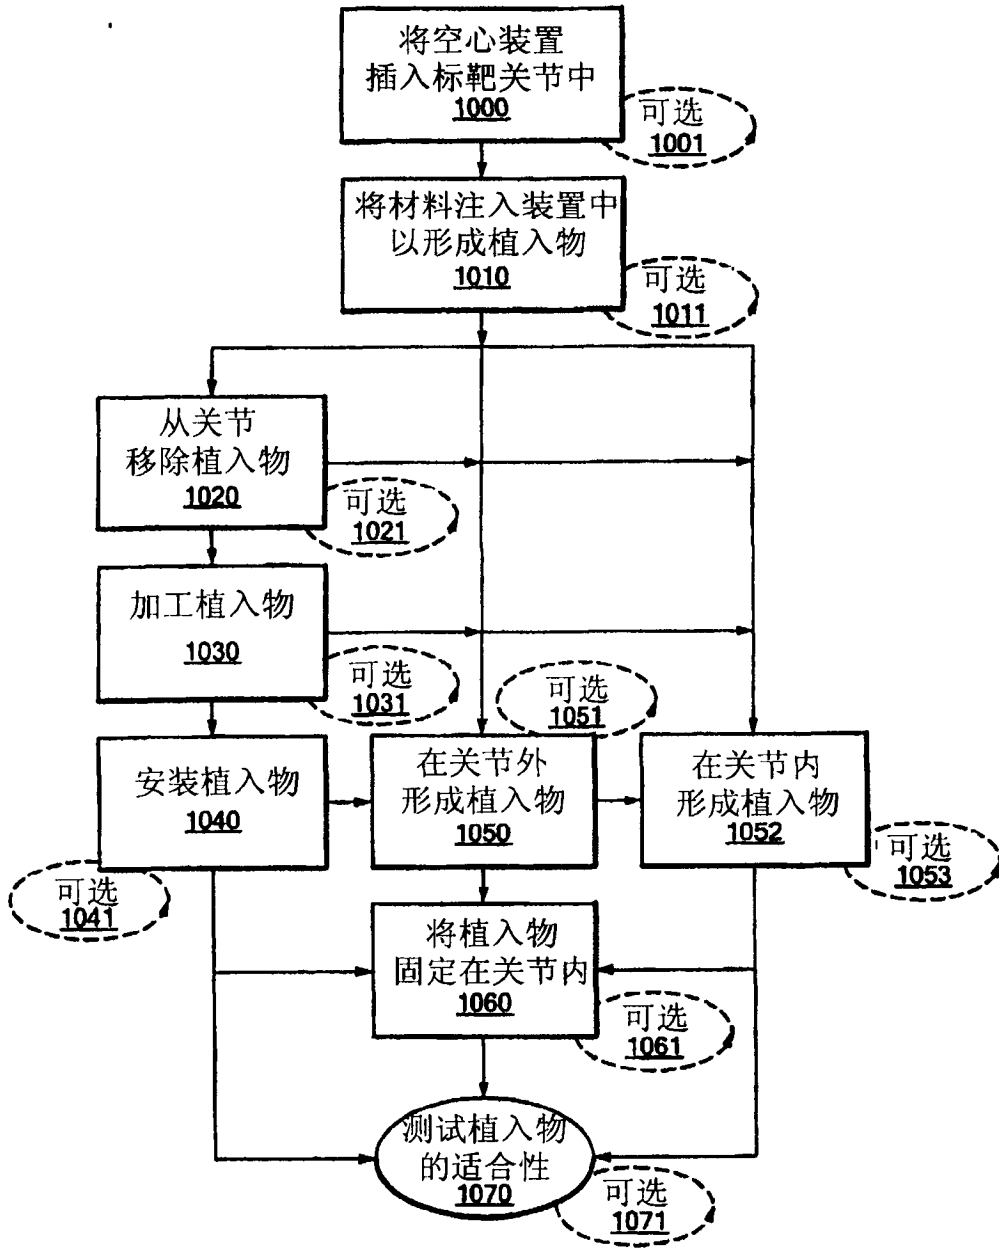 将空心装置
插入标靶关节中
1000
可选
1001
将材料注入装置中
以形成植入物
1010
可选
1011
从关节
移除植入物
1020
可选
1021
加工植入物
1030
可选
1031
可选
1051
安装植入物
1040
可选
1041
在关节外
形成植入物
1050
在关节内
形成植入物
1052
可选
1053
将植入物
固定在关节内
1060
可选
1061
测试植入物
的适合性
1070
可选
1071